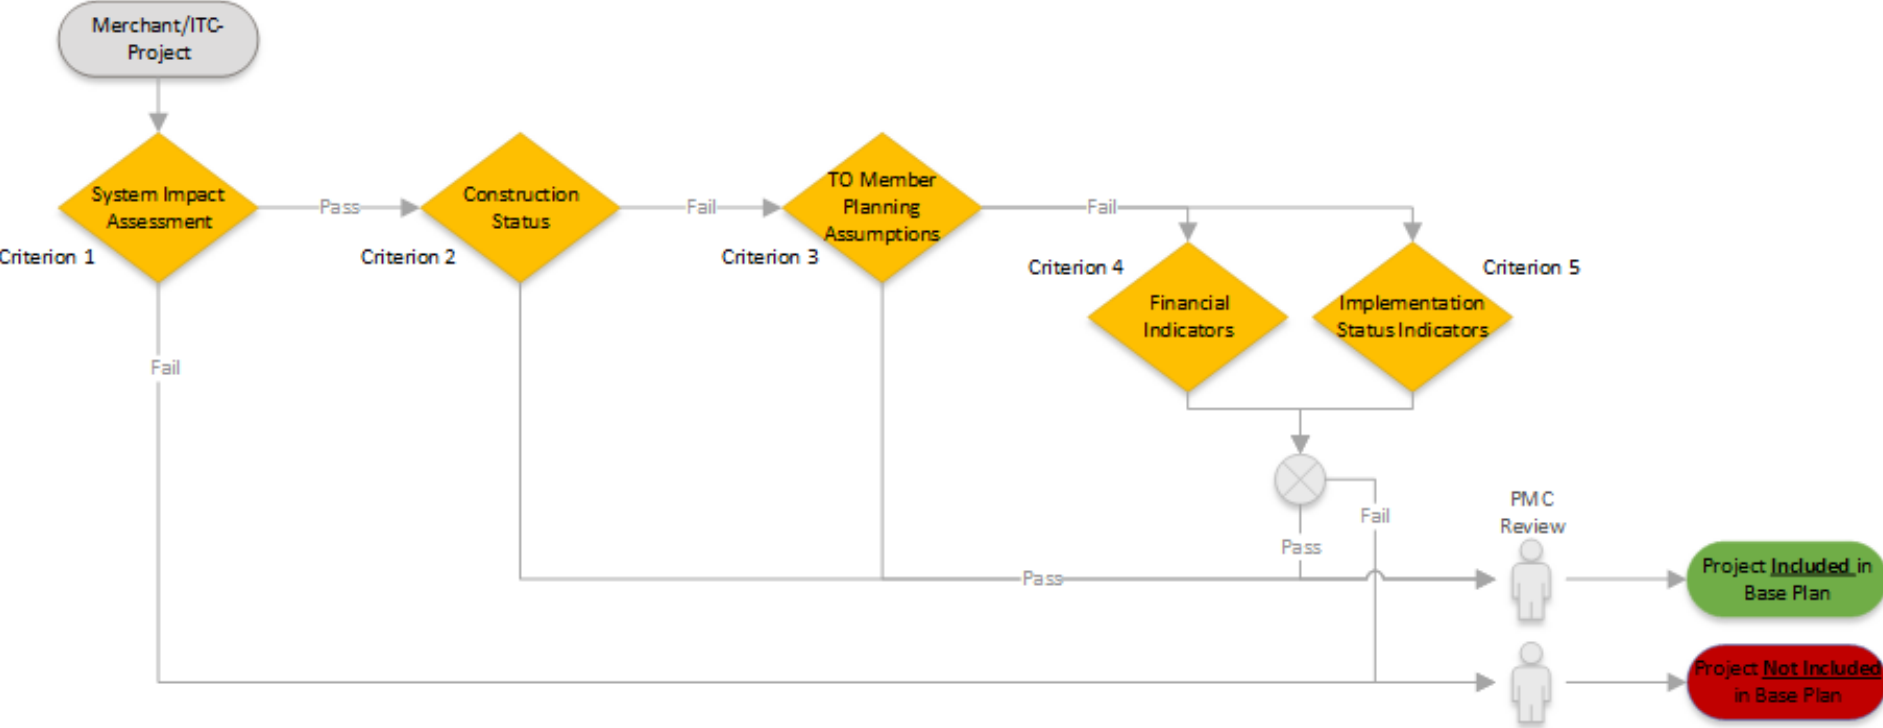 Merchant/ITC-
Project
System Impact
Assessment
Criterion 1
Pass
Construction
Status
Criterion 2
Fail
TO Member
Planning
Assumptions
Criterion 3
Fail
Criterion 4
Financial
Indicators
Criterion 5
Implementation
Status Indicators
Fail
Fail
Pass
Pass
PMC
Review
Project Included in
Base Plan
Project Not Included
in Base Plan